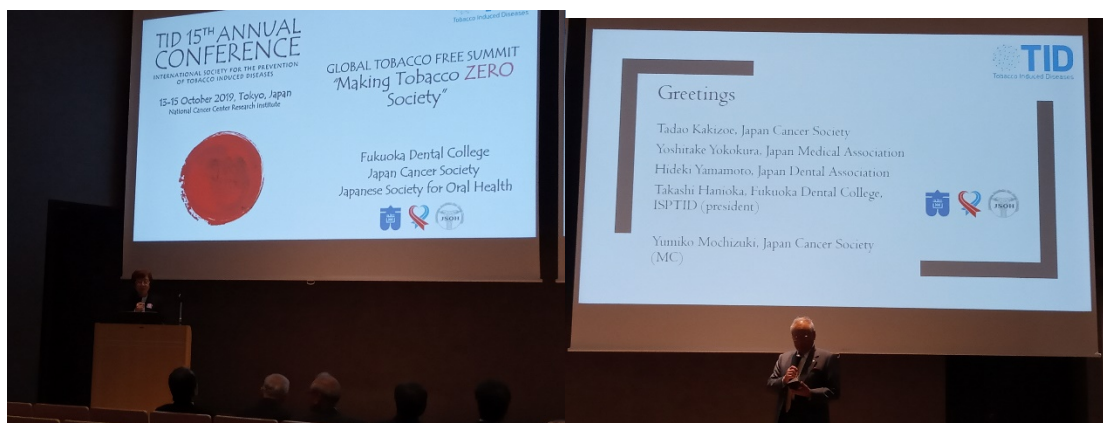 TID 15TH ANNUAL
CONFERENCE
INTERNATIONAL SOCIETY FOR THE PREVENTION
OF TOBACCO INDUCED DISEASES
13-15 October 2019, Tokyo, Japan
National Cancer Center Research Institute
Tobacco Induced Diseases
GLOBAL TOBACCO FREE SUMMIT
"Making Tobacco ZERO
Society"
Fukuoka Dental College
Japan Cancer Society
Japanese Society for Oral Health
JSOH
TID
Tobacco Induced Diseases
Greetings
Tadao Kakizoe, Japan Cancer Society
Yoshitake Yokokura, Japan Medical Association
Hideki Yamamoto, Japan Dental Association
Takashi Hanioka, Fukuoka Dental College,
ISPTID (president)
Yumiko Mochizuki, Japan Cancer Society
(MC)
JSOH